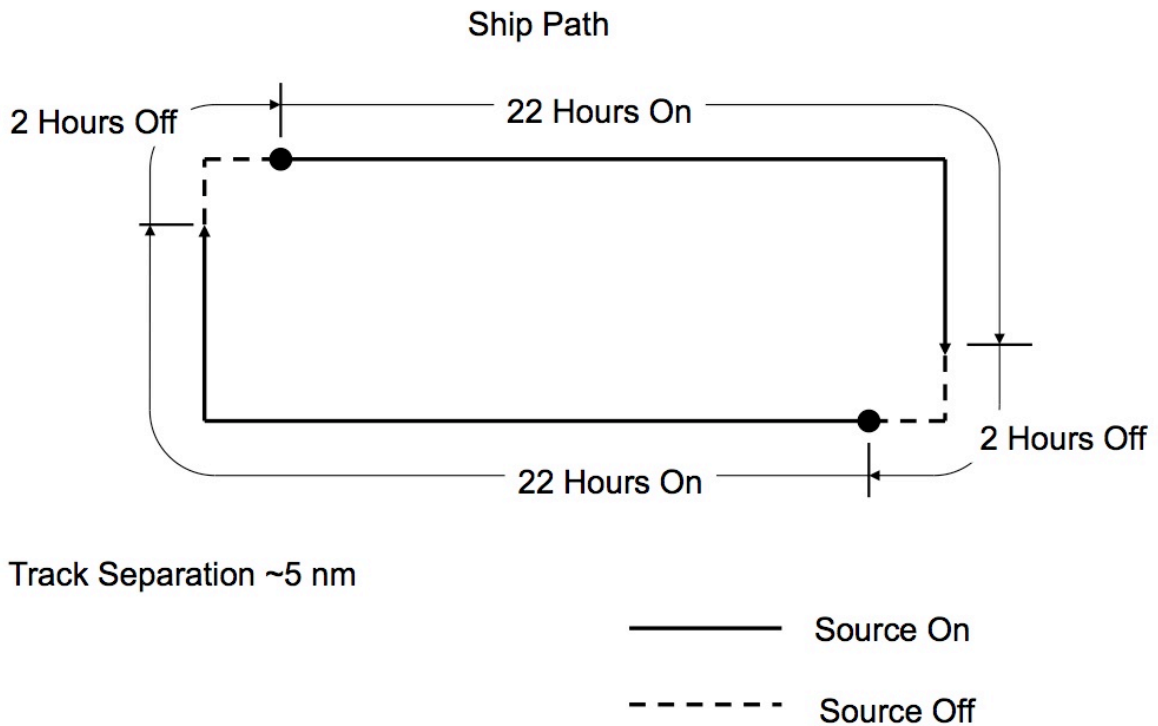 Ship Path
2 Hours Off
22 Hours On
2 Hours Off
22 Hours On
Track Separation ~5 nm
Source On
Source Off